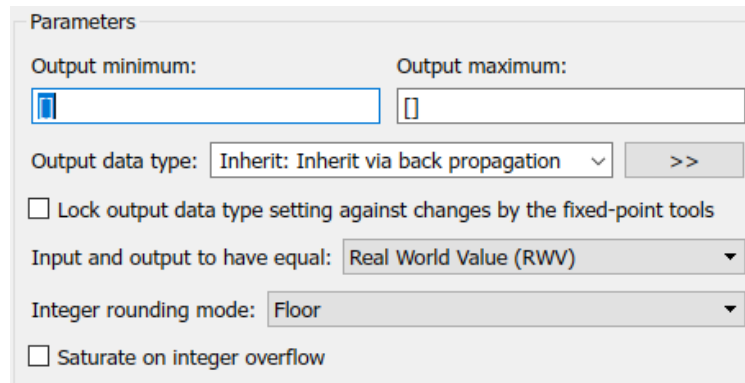 Parameters
Output minimum: Output maximum:
[] []
Output data type: Inherit: Inherit via back propagation >>
Lock output data type setting against changes by the fixed-point tools
Input and output to have equal: Real World Value (RWV)
Integer rounding mode: Floor
Saturate on integer overflow